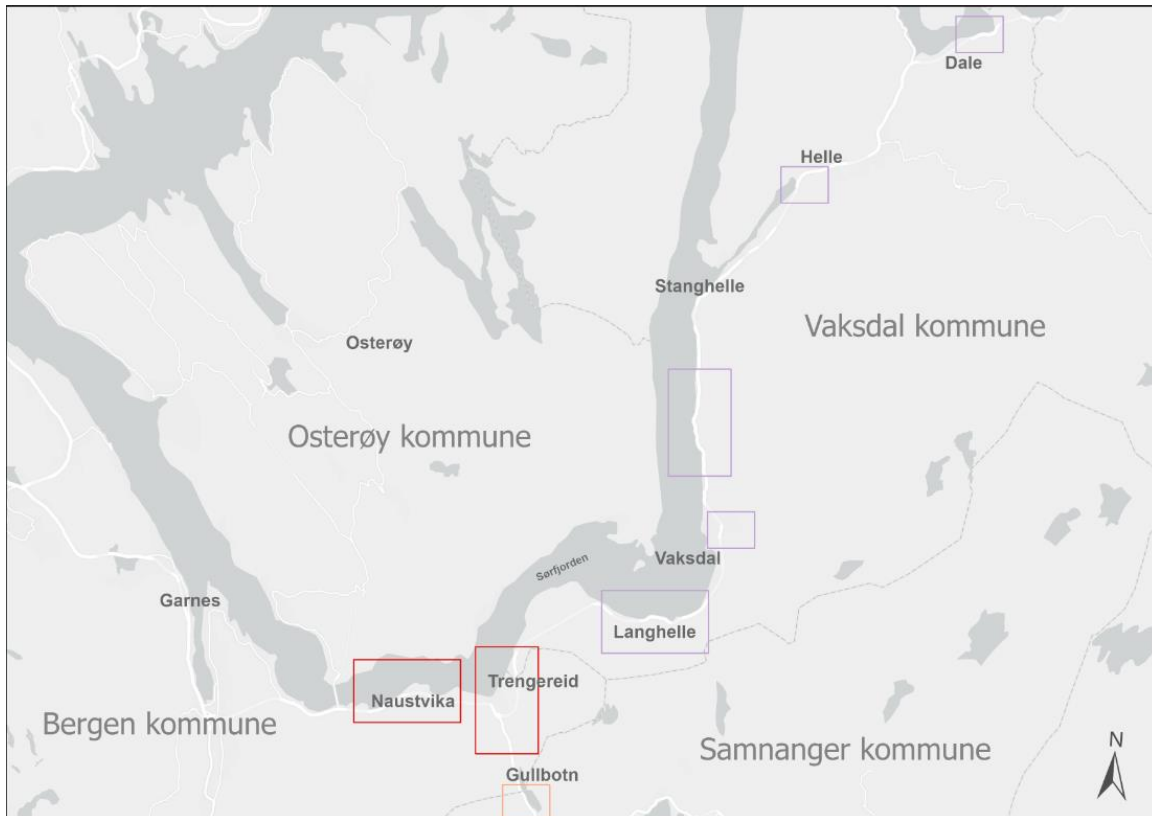 Dale
Helle
Stanghelle
Vaksdal kommune
Osterøy
Osterøy kommune
Sørfjorden
Vaksdal
Garnes
Langhelle
Trengereid
Naustvika
Bergen kommune
Samnanger kommune
N
Gullbotn